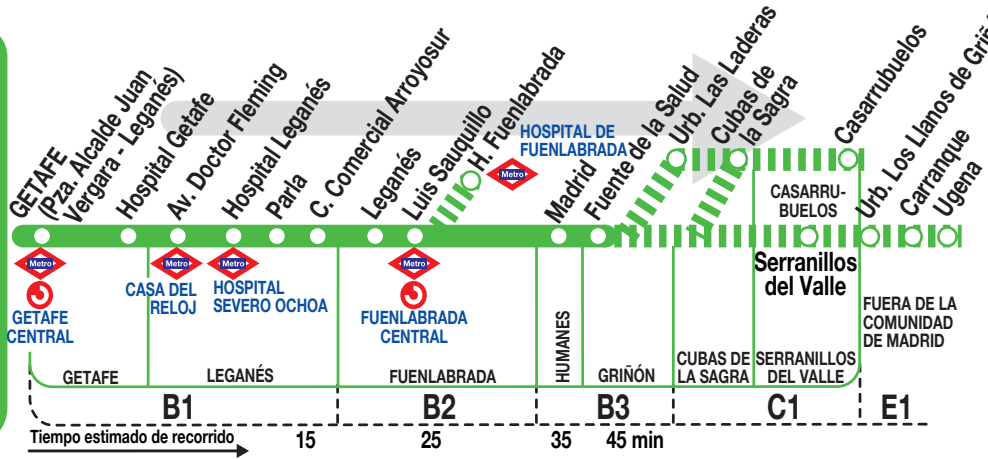 GETAFE
(Pza. Alcalde Juan
Vergara - Leganés)
Hospital Getafe
Av. Doctor Fleming
Hospital Leganés
Parla
C. Comercial Arroyosur
Leganés
Luis Sauquillo
H. Fuenlabrada
HOSPITAL DE
FUENLABRADA
Metro
Madrid
Fuente de la Salud
Urb. Las Laderas
Cubas de
la Sagra
Casarrubuelos
Urb. Los Llanos de Griñ
Carranque
Ugena
CASARRU-
BUELOS
Serranillos
del Valle
Metro
GETAFE
CENTRAL
Metro
CASA DEL
RELOJ
Metro
HOSPITAL
SEVERO OCHOA
Metro
FUENLABRADA
CENTRAL
FUERA DE LA
COMUNIDAD
DE MADRID
GETAFE
LEGANÉS
FUENLABRADA
HUMANES
GRIÑÓN
CUBAS DE
LA SAGRA
SERRANILLOS
DEL VALLE
B1
B2
B3
C1
E1
Tiempo estimado de recorrido
15
25
35
45 min